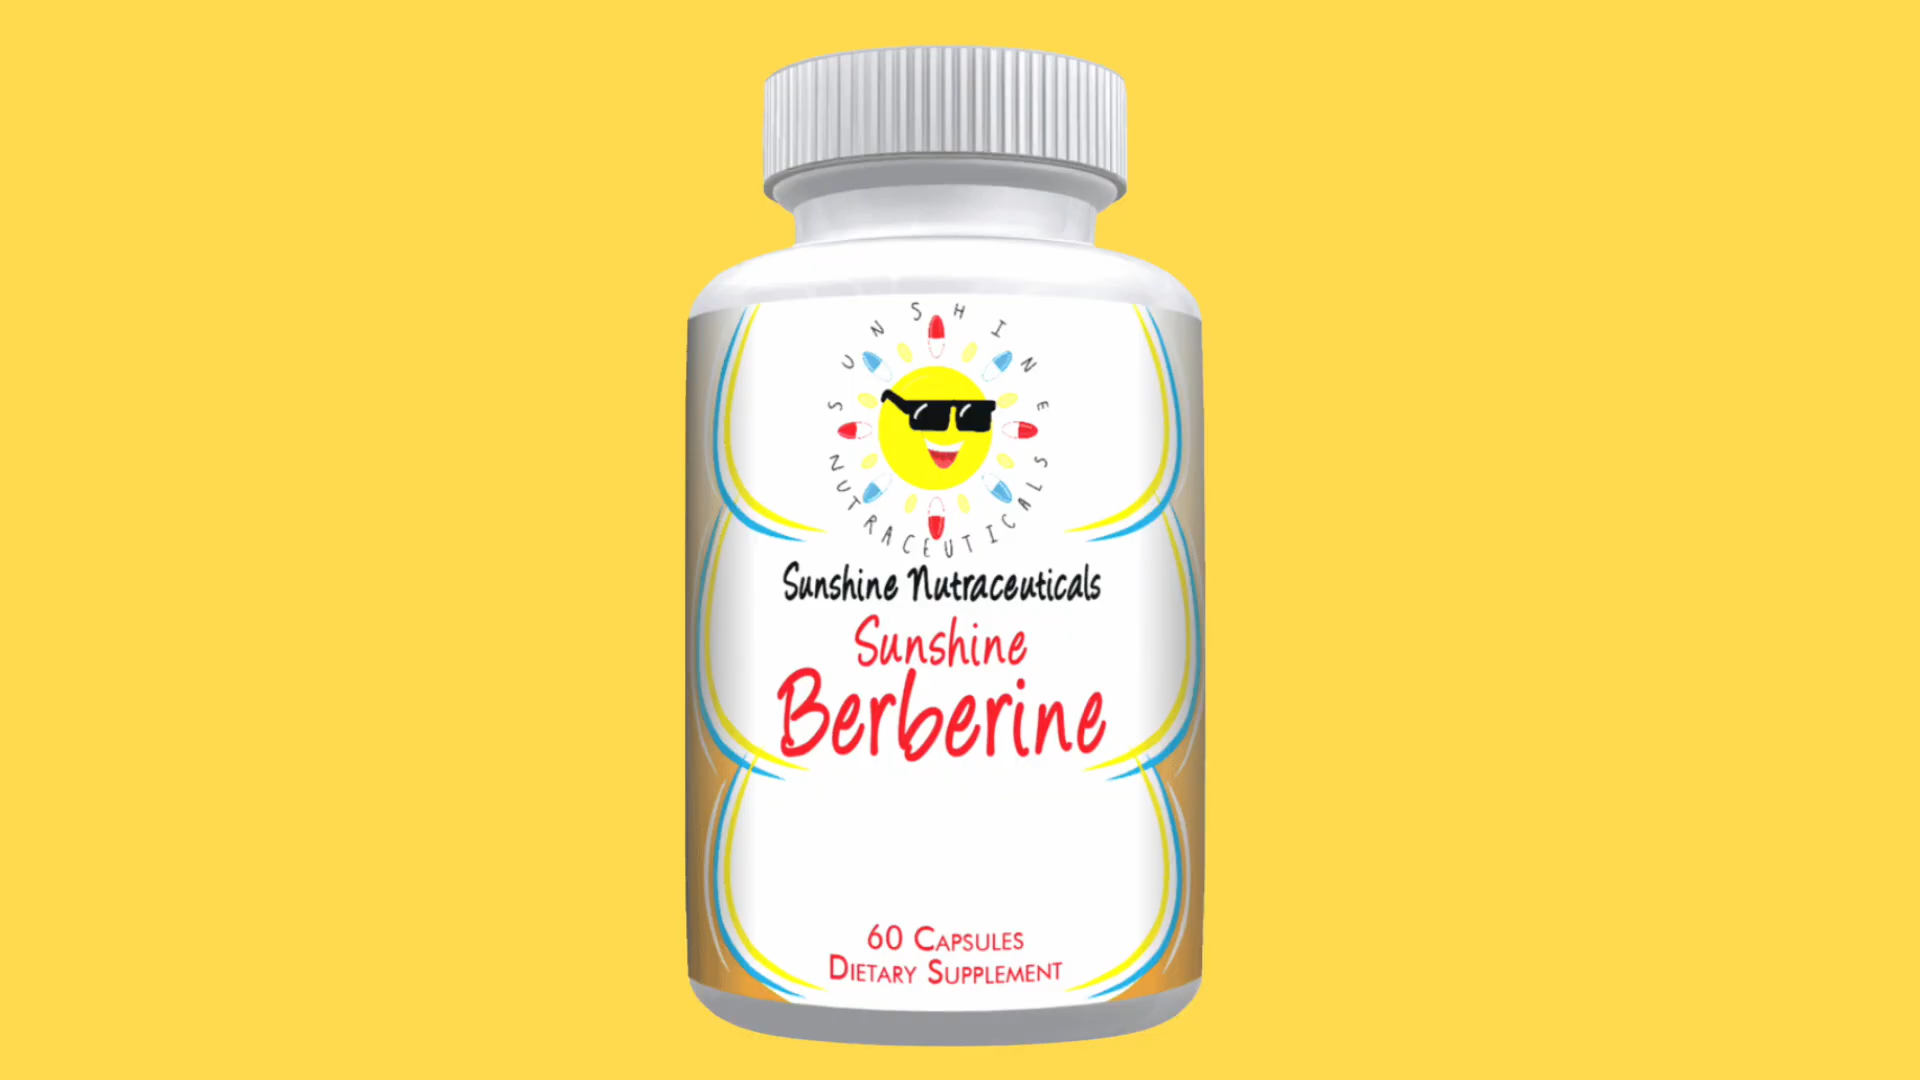 SUNSHINE
NUTRACEUTICALS
Sunshine Nutraceuticals
Sunshine
Berberine
60 CAPSULES
DIETARY SUPPLEMENT